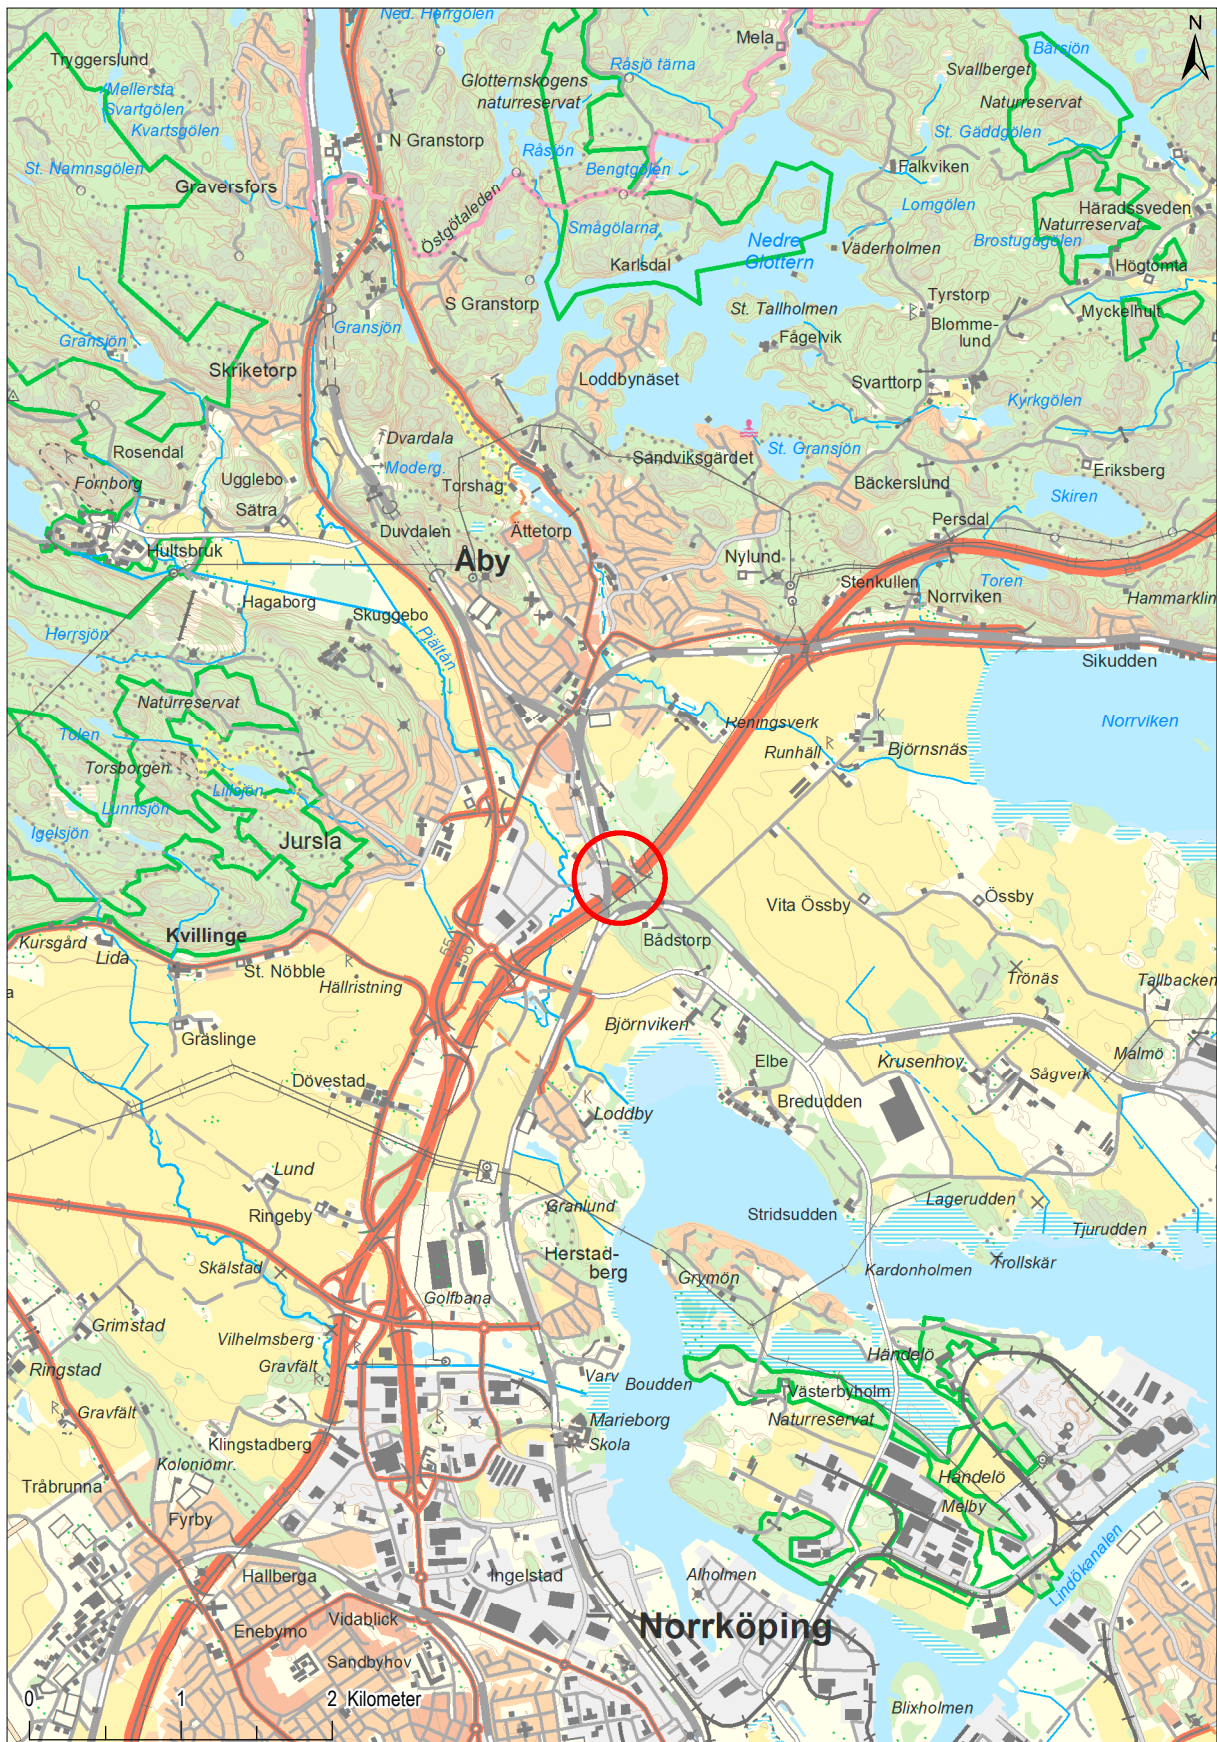 Ned. Herrgölen
N
Mela
Tryggerslund
Råsjö tärna
Bärsjön
Svallberget
Glotternskogens
naturreservat
Mellersta
Svartgölen
Kvartsgölen
Naturreservat
St. Gäddgölen
N Granstorp
Råsjön
Bengtgölen
St. Namnsgölen
Falkviken
Graversfors
Östgötaleden
Lomgölen
Häradssveden
Naturreservat
Smågölarna
Nedre
Glottern
Väderholmen
Brostugugölen
Karlsdal
Högtomta
S Granstorp
St. Tallholmen
Tyrstorp
Myckelhult
Gransjön
Blomme-
lund
Gransjön
Fågelvik
Skriketorp
Loddbynäset
Svarttorp
Kyrkgölen
Dvardala
Rosendal
Moderg.
St. Gransjön
Sandviksgärdet
Eriksberg
Fornborg
Ugglebo
Torshag
Bäckerslund
Skiren
Sätra
Duvdalen
Ättetorp
Persdal
Hultsbruk
Åby
Nylund
Stenkullen
Toren
Norrviken
Hammarklin
Hagaborg
Skuggebo
Herrsjön
Pjältån
Sikudden
Naturreservat
Norrviken
Reningsverk
Tolen
Runhäll
R
K
Björnsnäs
Torsborgen
R
Lillsjön
Lunnsjön
Igelsjön
Jursla
Vita Össby
Össby
Kvillinge
Kursgård
Lida
Bådstorp
55
56
St. Nöbble
R
Hällristning
Trönäs
Tallbacken
a
Björnviken
Gräslinge
Malmö
Elbe
Krusenhov
Sågverk
Dövestad
Bredudden
K
Loddby
Lund
51
Ringeby
Granlund
Lagerudden
Stridsudden
Tjurudden
Skälstad
Herstad-
berg
Trollskär
Kardonholmen
Grymön
Golfbana
Grimstad
Vilhelmsberg
Händelö
Ringstad
Gravfält
R
R
Varv
Boudden
Västerbyholm
Naturreservat
R
Gravfält
R
Marieborg
Skola
Klingstadberg
Koloniomr.
Händelö
Melby
Tråbrunna
Fyrby
Lindökanalen
Hallberga
Ingelstad
Alholmen
Vidablick
Enebymo
Norrköping
Sandbyhov
0 1 2 Kilometer
Blixholmen